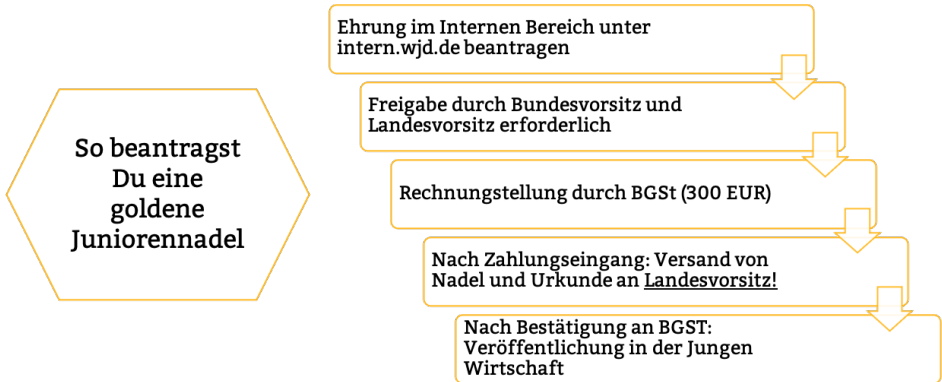 So beantragst
Du eine
goldene
Juniorennadel
Ehrung im Internen Bereich unter
intern.wjd.de beantragen
Freigabe durch Bundesvorsitz und
Landesvorsitz erforderlich
Rechnungstellung durch BGSt (300 EUR)
Nach Zahlungseingang: Versand von
Nadel und Urkunde an Landesvorsitz!
Nach Bestätigung an BGST:
Veröffentlichung in der Jungen
Wirtschaft